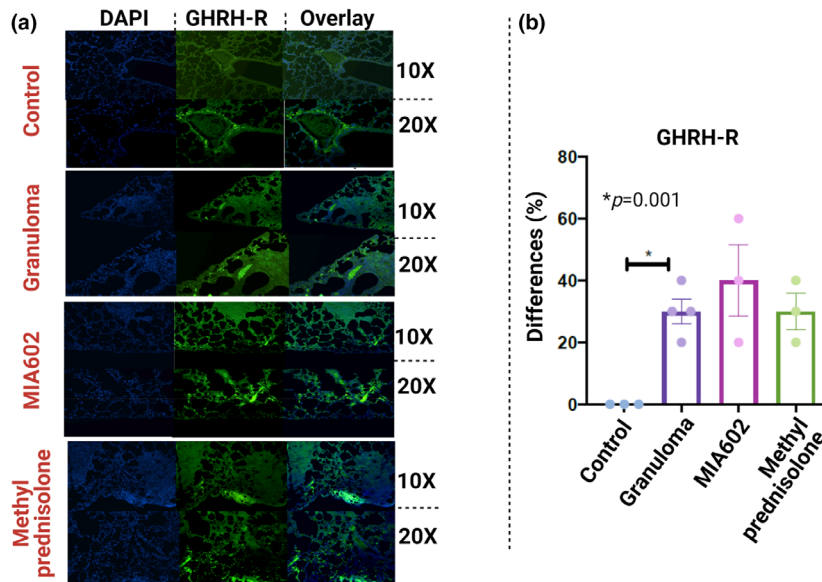 (a)
DAPI GHRH-R Overlay
Control
10X
20X
Granuloma
10X
20X
MIA602
10X
20X
Methyl
prednisolone
10X
20X
(b)
GHRH-R
Differences (%)
80
60
40
20
0
*p=0.001
*
Control
Granuloma
MIA602
Methyl
prednisolone